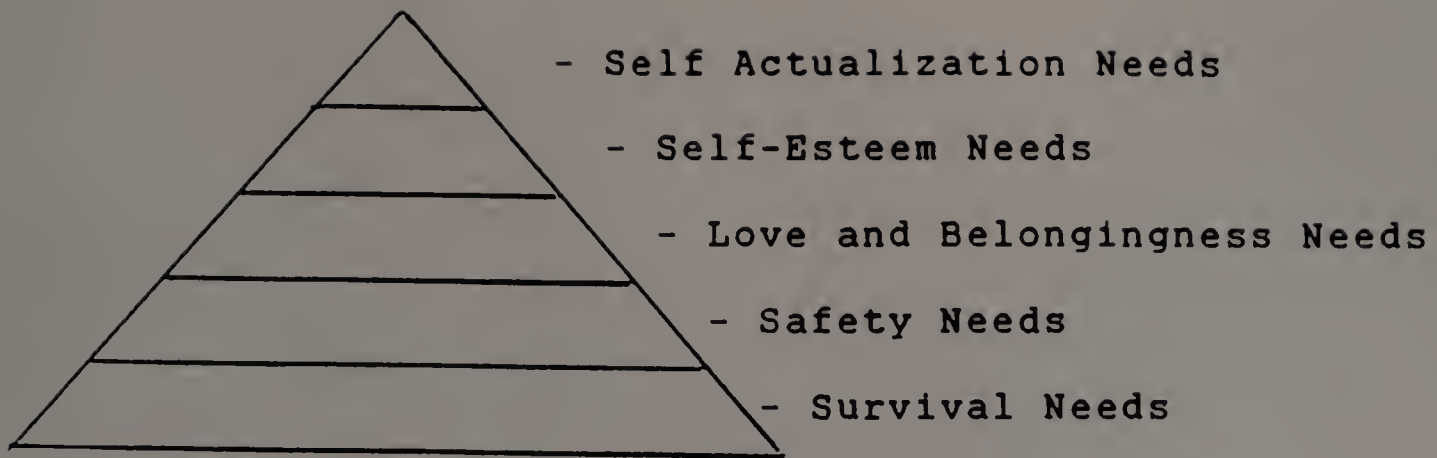 - Self Actualization Needs
- Self-Esteem Needs
- Love and Belongingness Needs
- Safety Needs
- Survival Needs